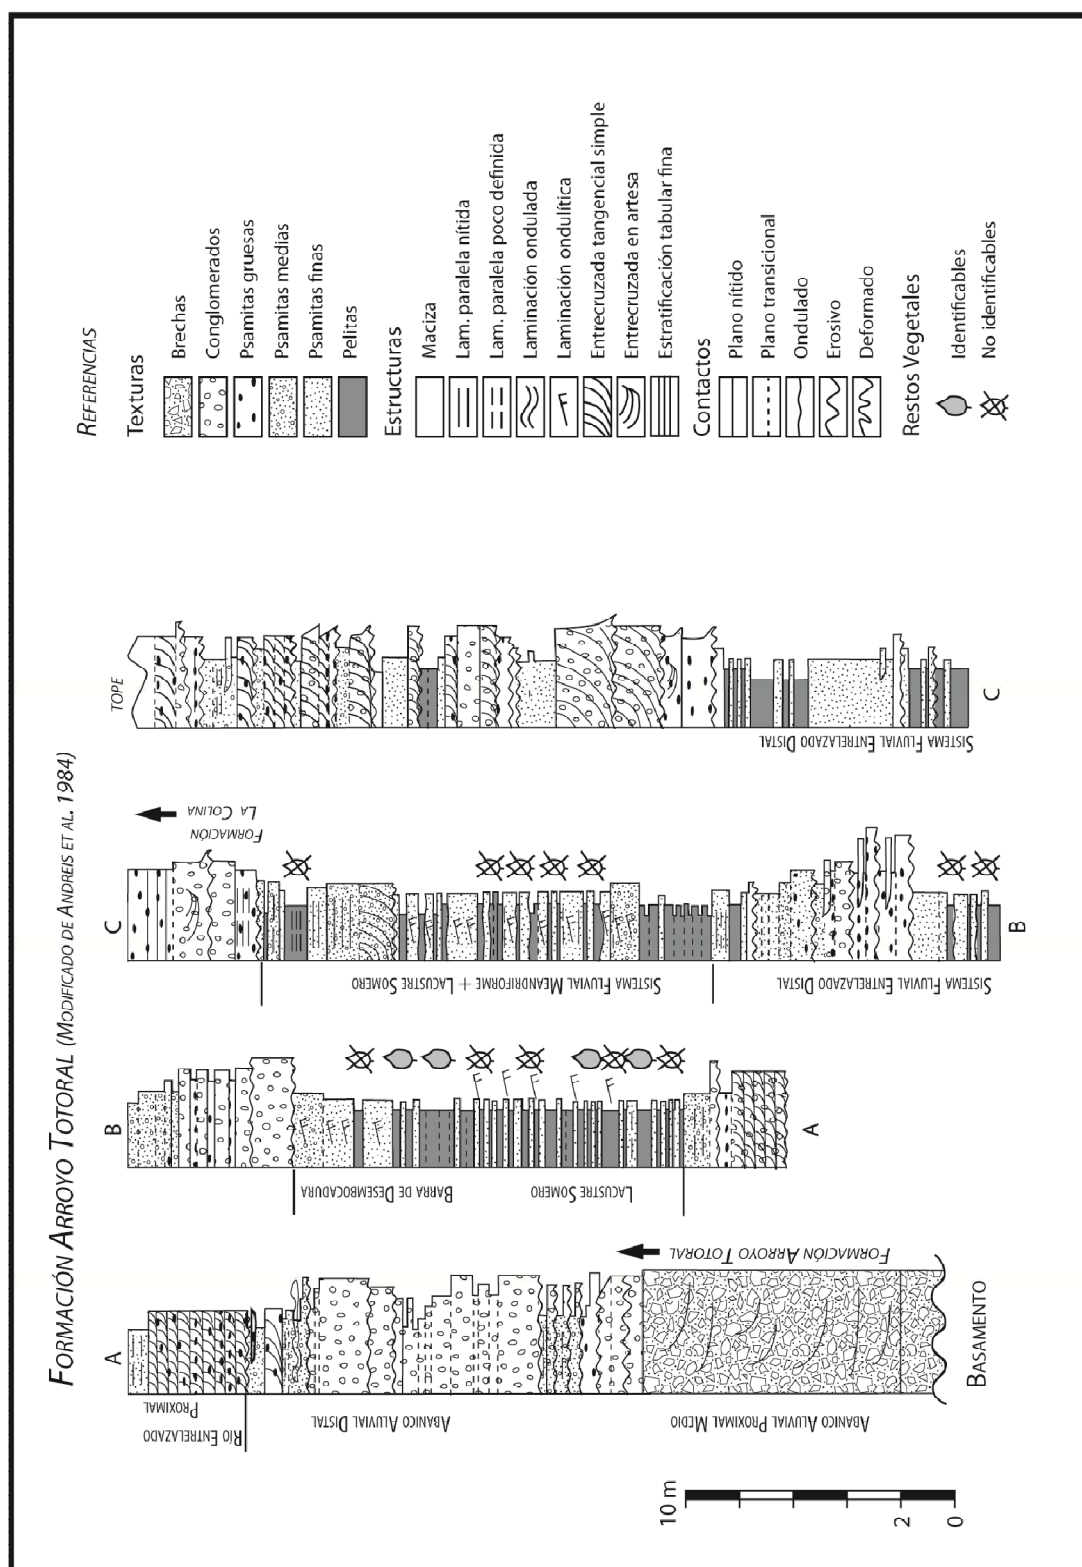 FORMACIÓN ARROYO TOTORAL (MODIFICADO DE ANDREIS ET AL. 1984)
A
RÍO ENTRELAZADO
PROXIMAL
ABANICO ALUVIAL DISTAL
ABANICO ALUVIAL PROXIMAL MEDIO
FORMACIÓN ARROYO TOTORAL
BASAMENTO
10 m
2
0
B
BARRA DE DESEMBOCADURA
LACUSTRE SOMERO
A
C
FORMACIÓN
LA COLINA
SISTEMA FLUVIAL MEANDRIFORME + LACUSTRE SOMERO
SISTEMA FLUVIAL ENTRELAZADO DISTAL
B
TOPE
SISTEMA FLUVIAL ENTRELAZADO DISTAL
C
REFERENCIAS
Texturas
Brechas
Conglomerados
Psamitas gruesas
Psamitas medias
Psamitas finas
Pelitas
Estructuras
Maciza
Lam. paralela nítida
Lam. paralela poco definida
Laminación ondulada
Laminación ondulítica
Entrecruzada tangencial simple
Entrecruzada en artesa
Estratificación tabular fina
Contactos
Plano nítido
Plano transicional
Ondulado
Erosivo
Deformado
Restos Vegetales
Identificables
No identificables